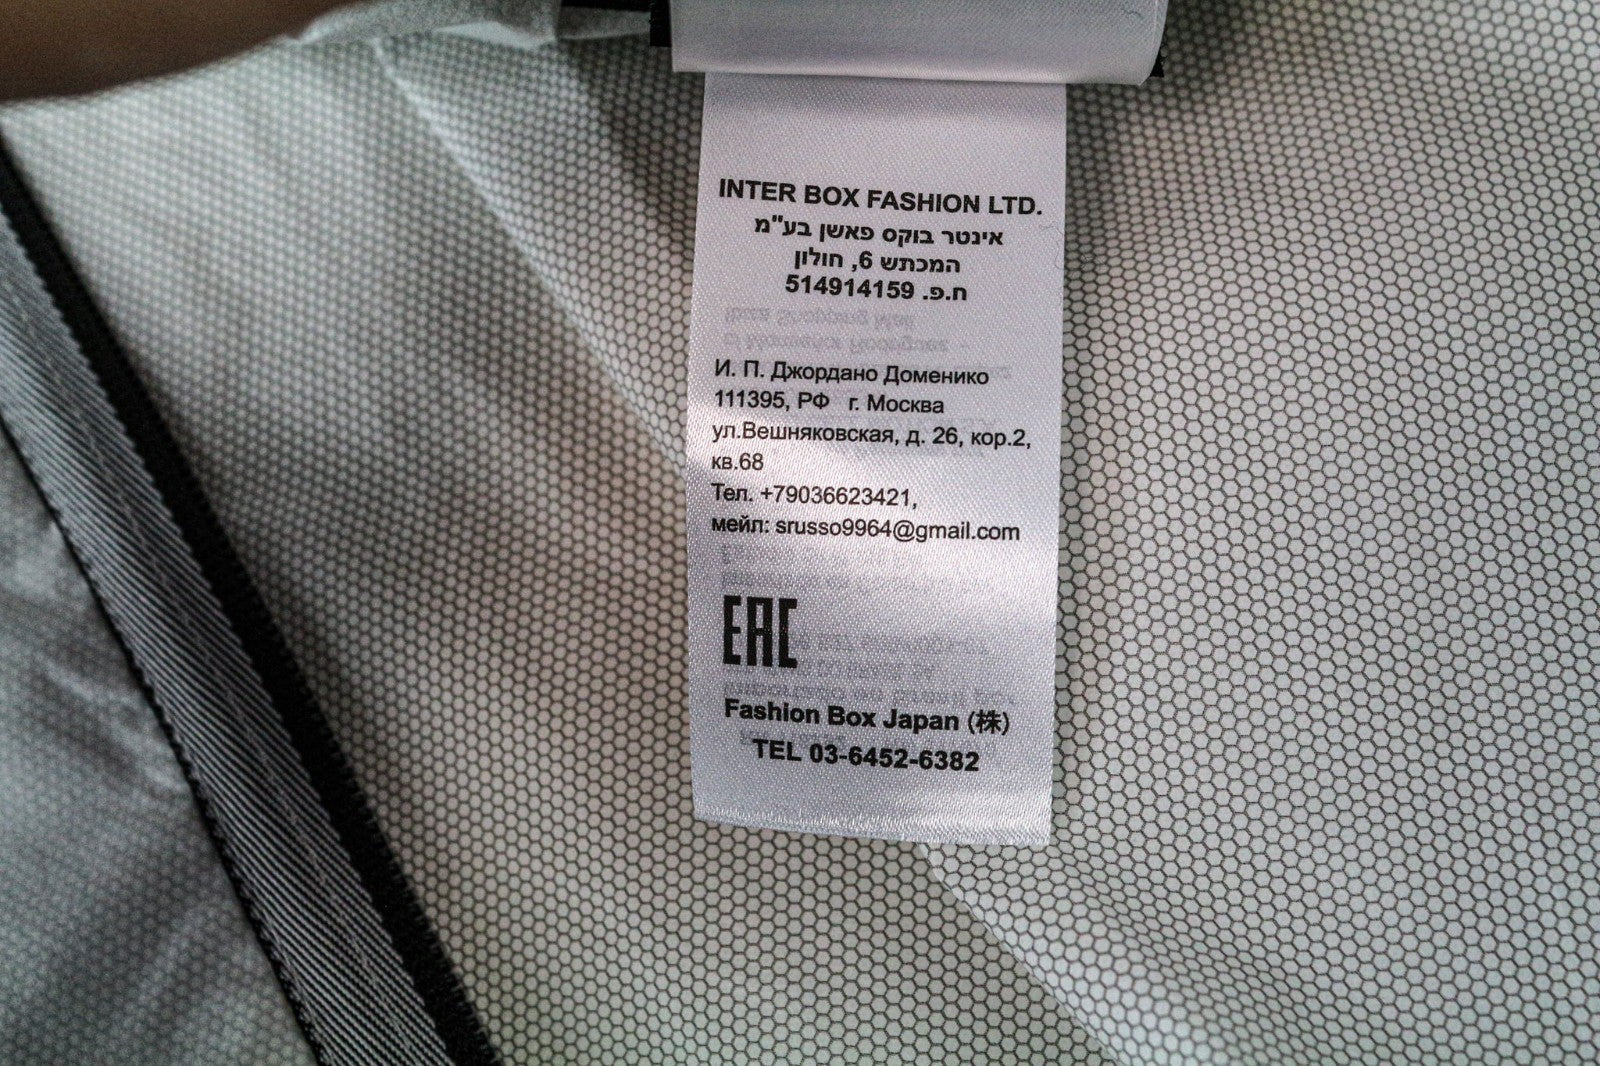 INTER BOX FASHION LTD.
אינטר בוקס פאשן בע"מ
המכתש 6, חולון
ח.פ. 514914159
И. П. Джордано Доменико
111395, РФ г. Москва
ул.Вешняковская, д. 26, кор.2,
кв.68
Тел. +79036623421,
мейл: srusso9964@gmail.com
EAC
Fashion Box Japan (株)
TEL 03-6452-6382